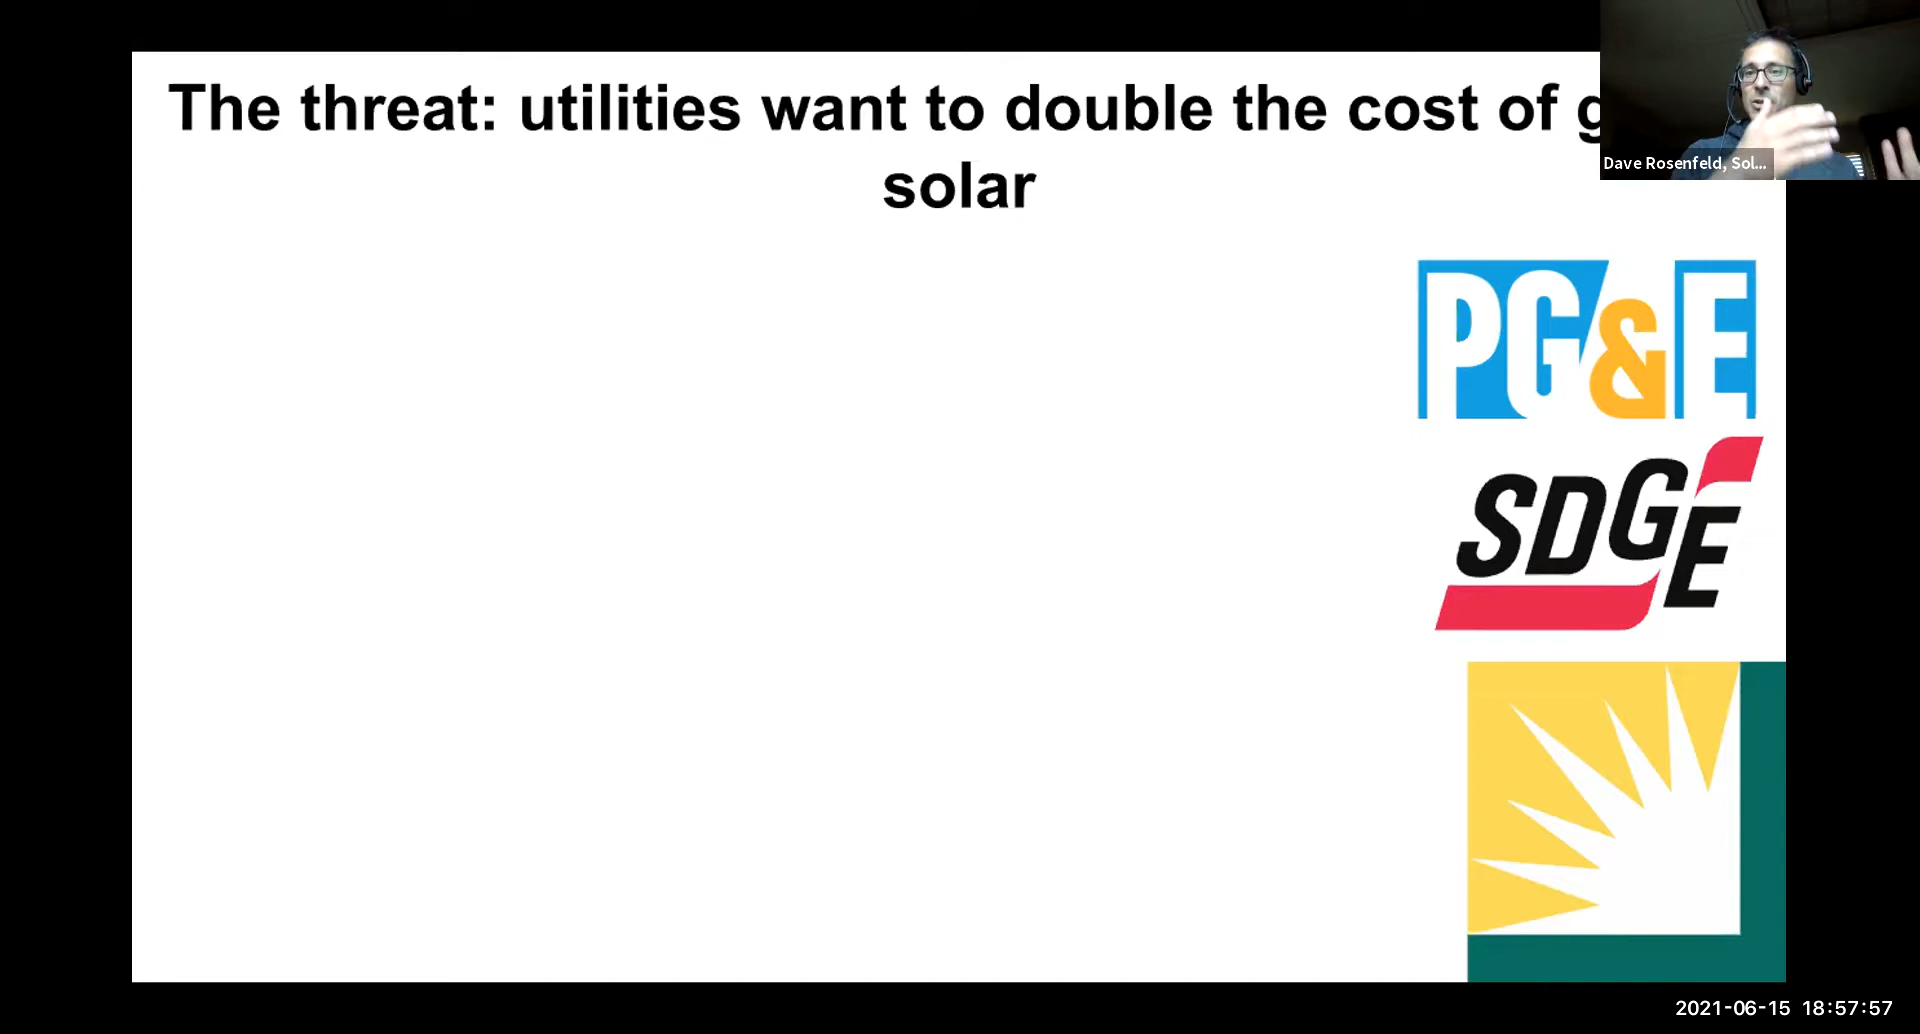 The threat: utilities want to double the cost of
solar
Dave Rosenfeld, Sol...
PG&E
SDGE
2021-06-15 18:57:57